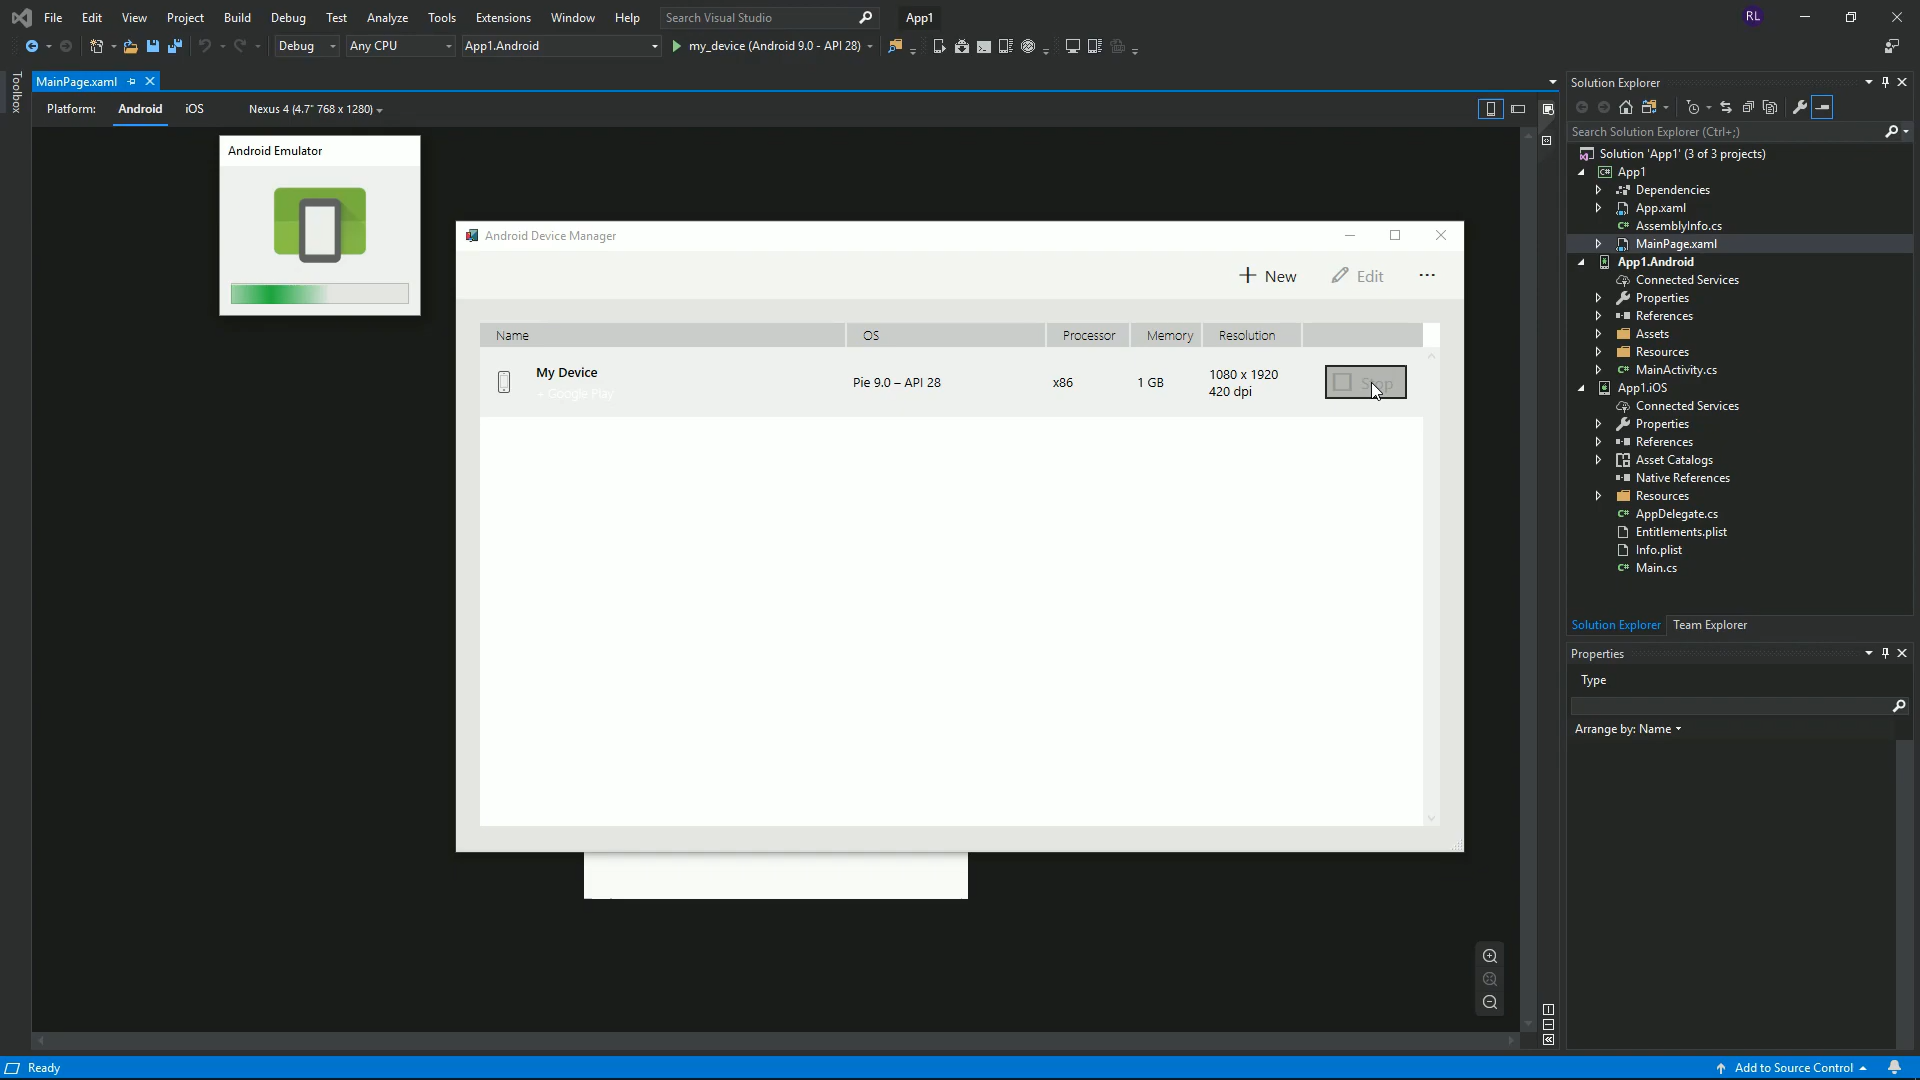 File Edit View Project Build Debug Test Analyze Tools Extensions Window Help Search Visual Studio App1 RL
Debug Any CPU App1.Android my_device (Android 9.0 - API 28)
Toolbox
MainPage.xaml
Platform: Android iOS Nexus 4 (4.7" 768 x 1280)
Android Emulator
Android Device Manager
New Edit ...
Name OS Processor Memory Resolution
My Device
+ Google Play
Pie 9.0 – API 28
x86
1 GB
1080 x 1920
420 dpi
Stop
Solution Explorer
Search Solution Explorer (Ctrl+;)
Solution 'App1' (3 of 3 projects)
C# App1
Dependencies
App.xaml
C# AssemblyInfo.cs
MainPage.xaml
App1.Android
Connected Services
Properties
References
Assets
Resources
C# MainActivity.cs
App1.iOS
Connected Services
Properties
References
Asset Catalogs
Native References
Resources
C# AppDelegate.cs
Entitlements.plist
Info.plist
C# Main.cs
Solution Explorer Team Explorer
Properties
Type
Arrange by: Name
Ready
Add to Source Control